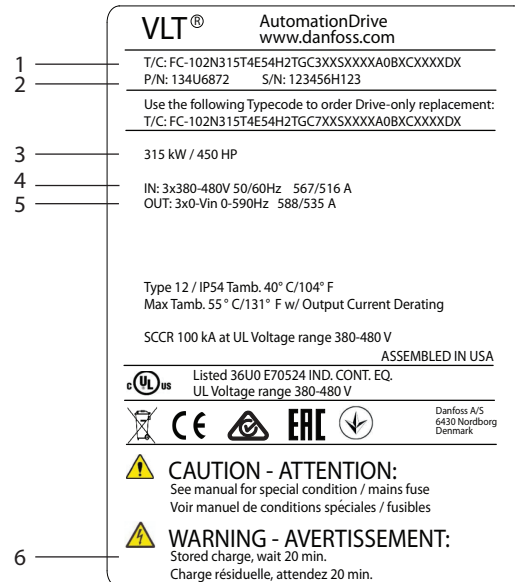 VLT® AutomationDrive
www.danfoss.com
1 T/C: FC-102N315T4E54H2TGC3XXSXXXXA0BXCXXXXDX
2 P/N: 134U6872 S/N: 123456H123
Use the following Typecode to order Drive-only replacement:
T/C: FC-102N315T4E54H2TGC7XXSXXXXA0BXCXXXXDX
3 315 kW / 450 HP
4 IN: 3x380-480V 50/60Hz 567/516 A
5 OUT: 3x0-Vin 0-590Hz 588/535 A
Type 12 / IP54 Tamb. 40° C/104° F
Max Tamb. 55° C/131° F w/ Output Current Derating
SCCR 100 kA at UL Voltage range 380-480 V
ASSEMBLED IN USA
c UL us Listed 36U0 E70524 IND. CONT. EQ.
UL Voltage range 380-480 V
CE EAC
Danfoss A/S
6430 Nordborg
Denmark
CAUTION - ATTENTION:
See manual for special condition / mains fuse
Voir manuel de conditions spéciales / fusibles
WARNING - AVERTISSEMENT:
6 Stored charge, wait 20 min.
Charge résiduelle, attendez 20 min.